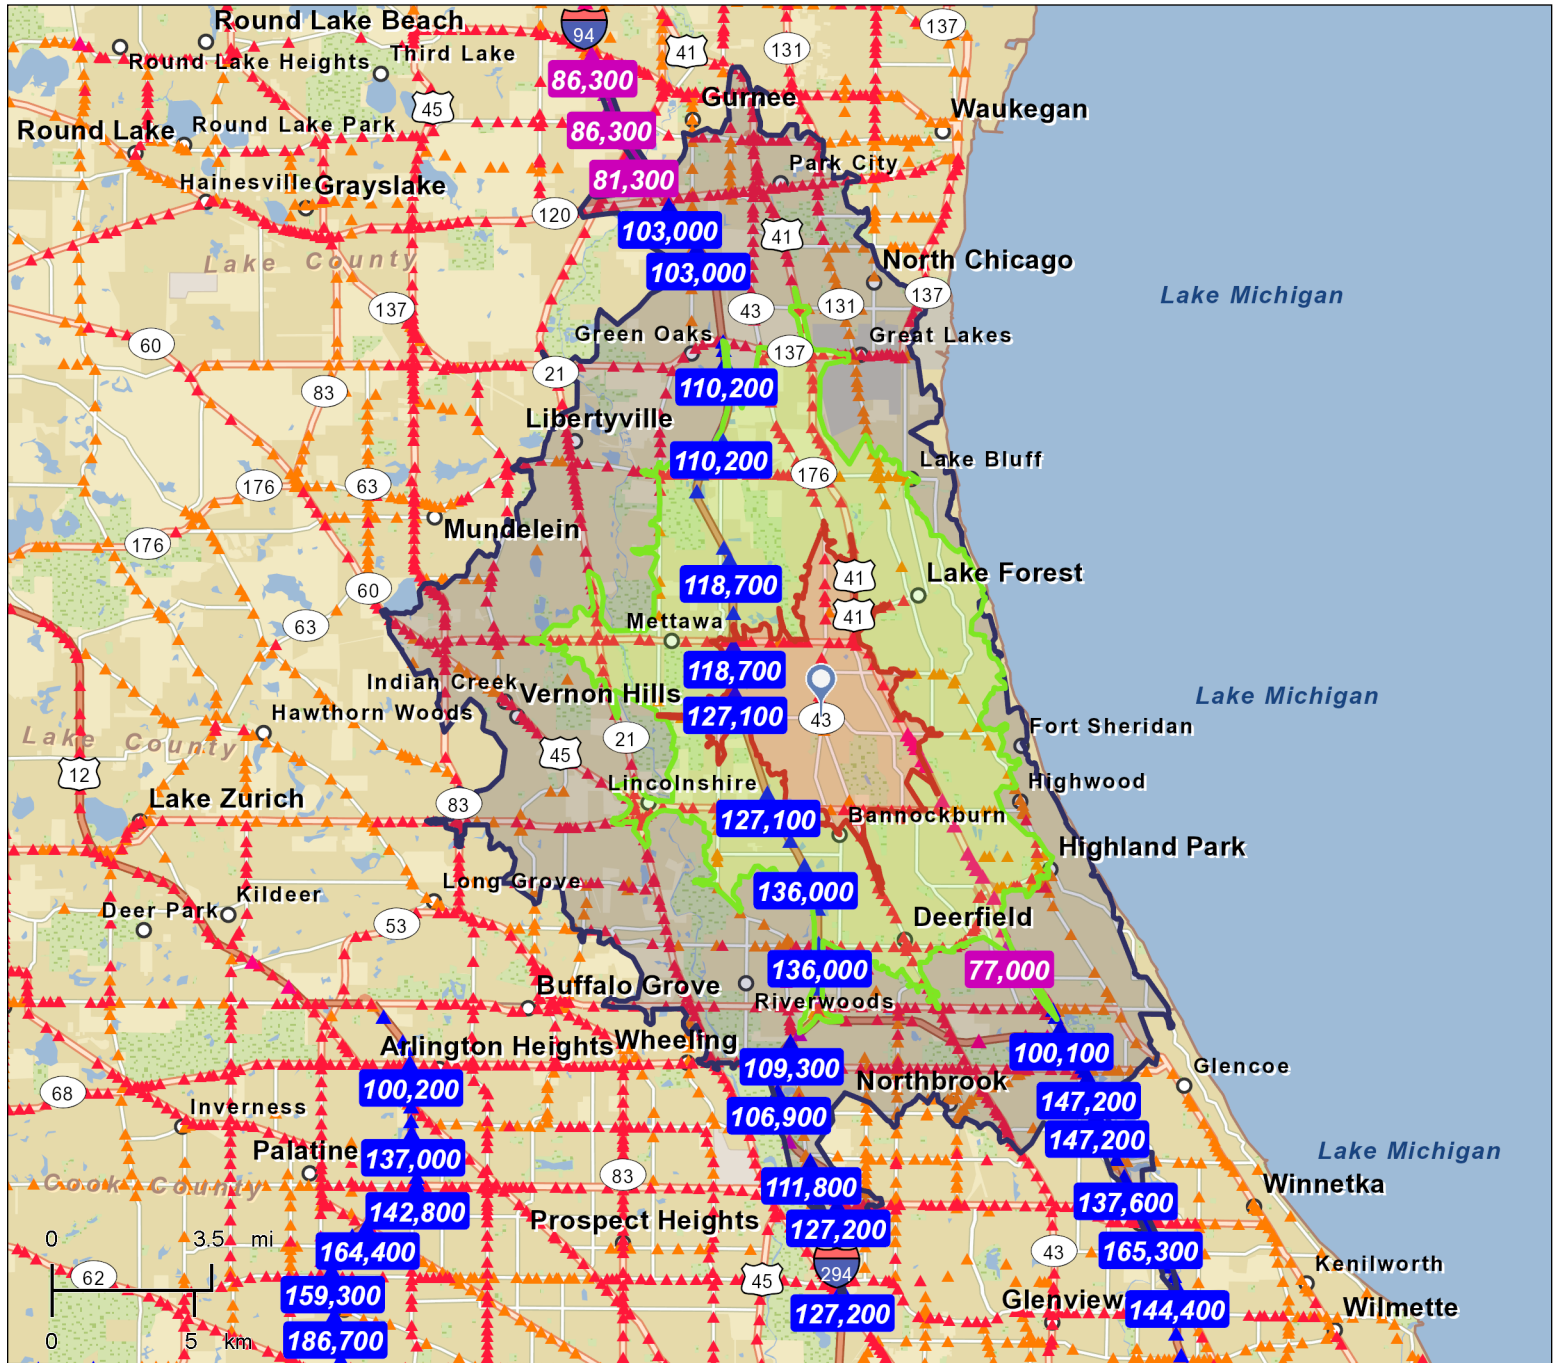 Round Lake Beach
94
41
131
137
Third Lake
Round Lake Heights
86,300
45
Gurnee
Waukegan
Round Lake
Round Lake Park
86,300
Park City
81,300
Hainesville
Grayslake
120
103,000
41
Lake County
North Chicago
103,000
137
Lake Michigan
137
43
131
Green Oaks
Great Lakes
60
137
21
83
110,200
Libertyville
110,200
Lake Bluff
176
176
63
Mundelein
176
Lake Forest
41
118,700
60
41
63
Mettawa
118,700
Indian Creek
Vernon Hills
Lake Michigan
Hawthorn Woods
127,100
43
Fort Sheridan
Lake County
21
45
12
Lincolnshire
Highwood
Lake Zurich
83
127,100
Bannockburn
Highland Park
Long Grove
Kildeer
136,000
Deer Park
53
Deerfield
136,000
77,000
Buffalo Grove
Riverwoods
Arlington Heights
Wheeling
100,100
109,300
Glencoe
68
100,200
Northbrook
Inverness
147,200
106,900
147,200
Palatine
137,000
Lake Michigan
83
Cook County
111,800
Winnetka
137,600
142,800
Prospect Heights
127,200
0 3.5 mi
164,400
43
165,300
62
45
294
Kenilworth
159,300
Glenview
144,400
Wilmette
127,200
0 5 km
186,700